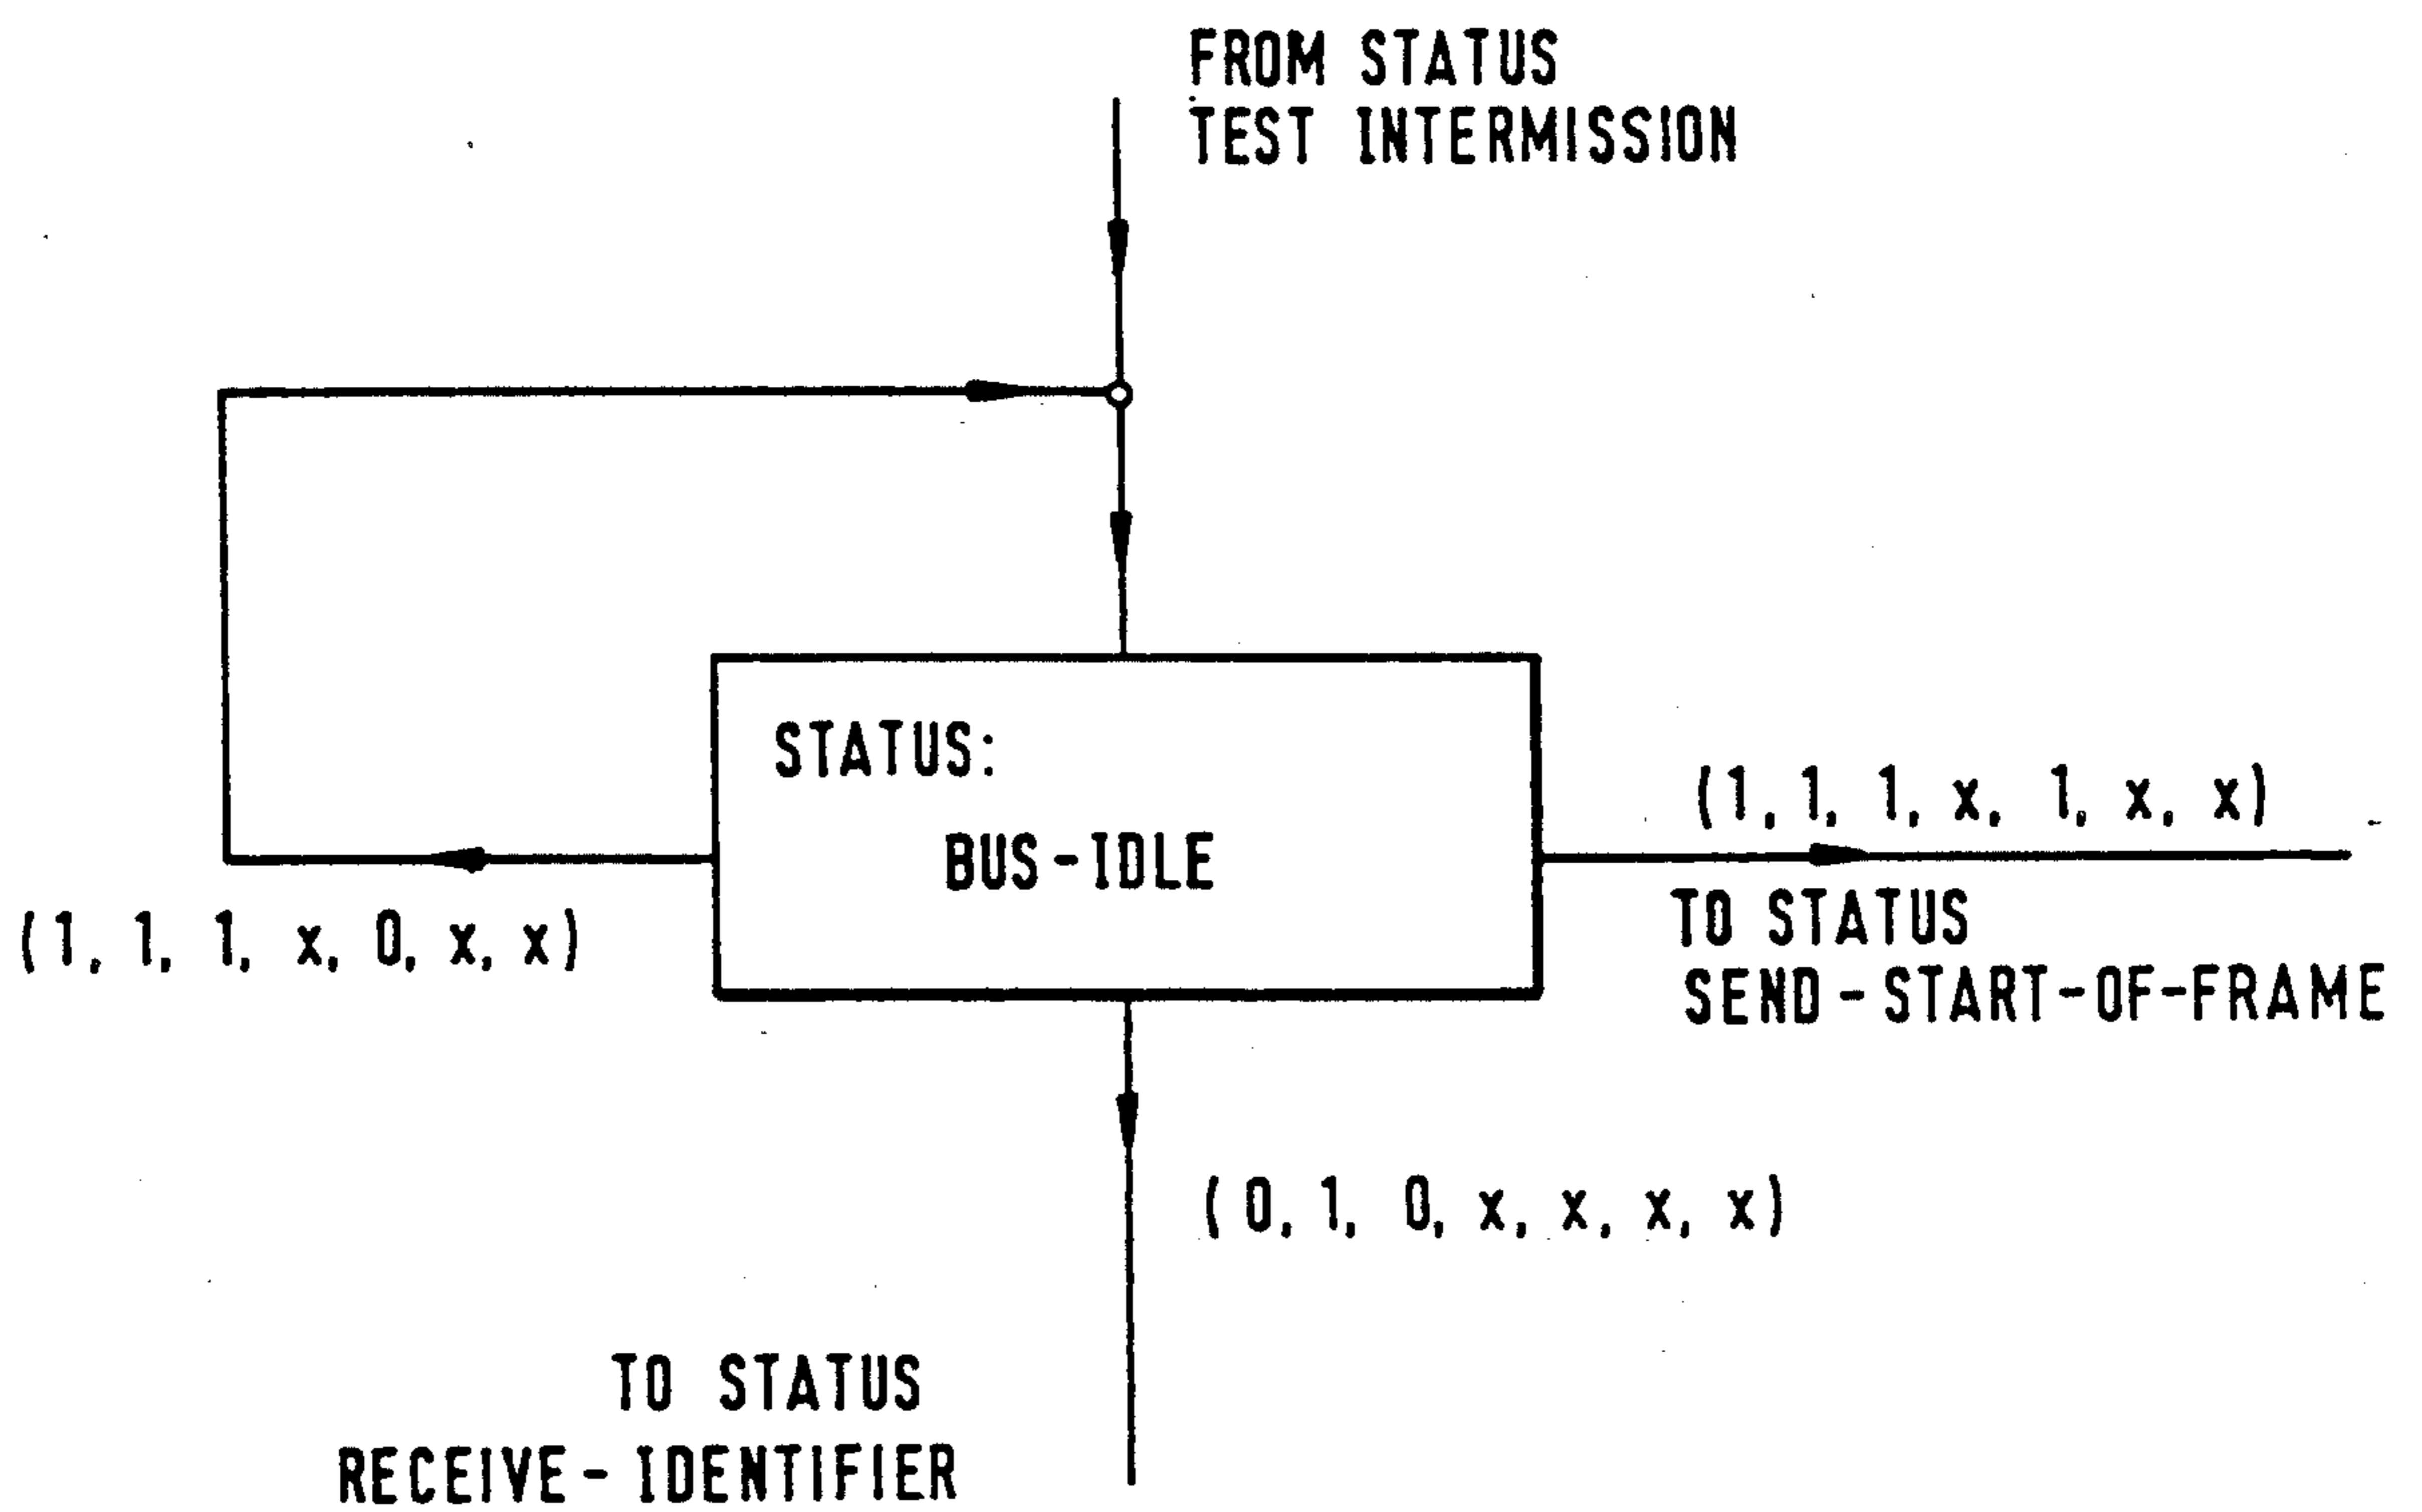 FROM STATUS
TEST INTERMISSION
STATUS:
BUS-IDLE
(1, 1, 1, x, 1, x, x)
TO STATUS
SEND-START-OF-FRAME
(1, 1, 1, x, 0, x, x)
(0, 1, 0, x, x, x, x)
TO STATUS
RECEIVE-IDENTIFIER